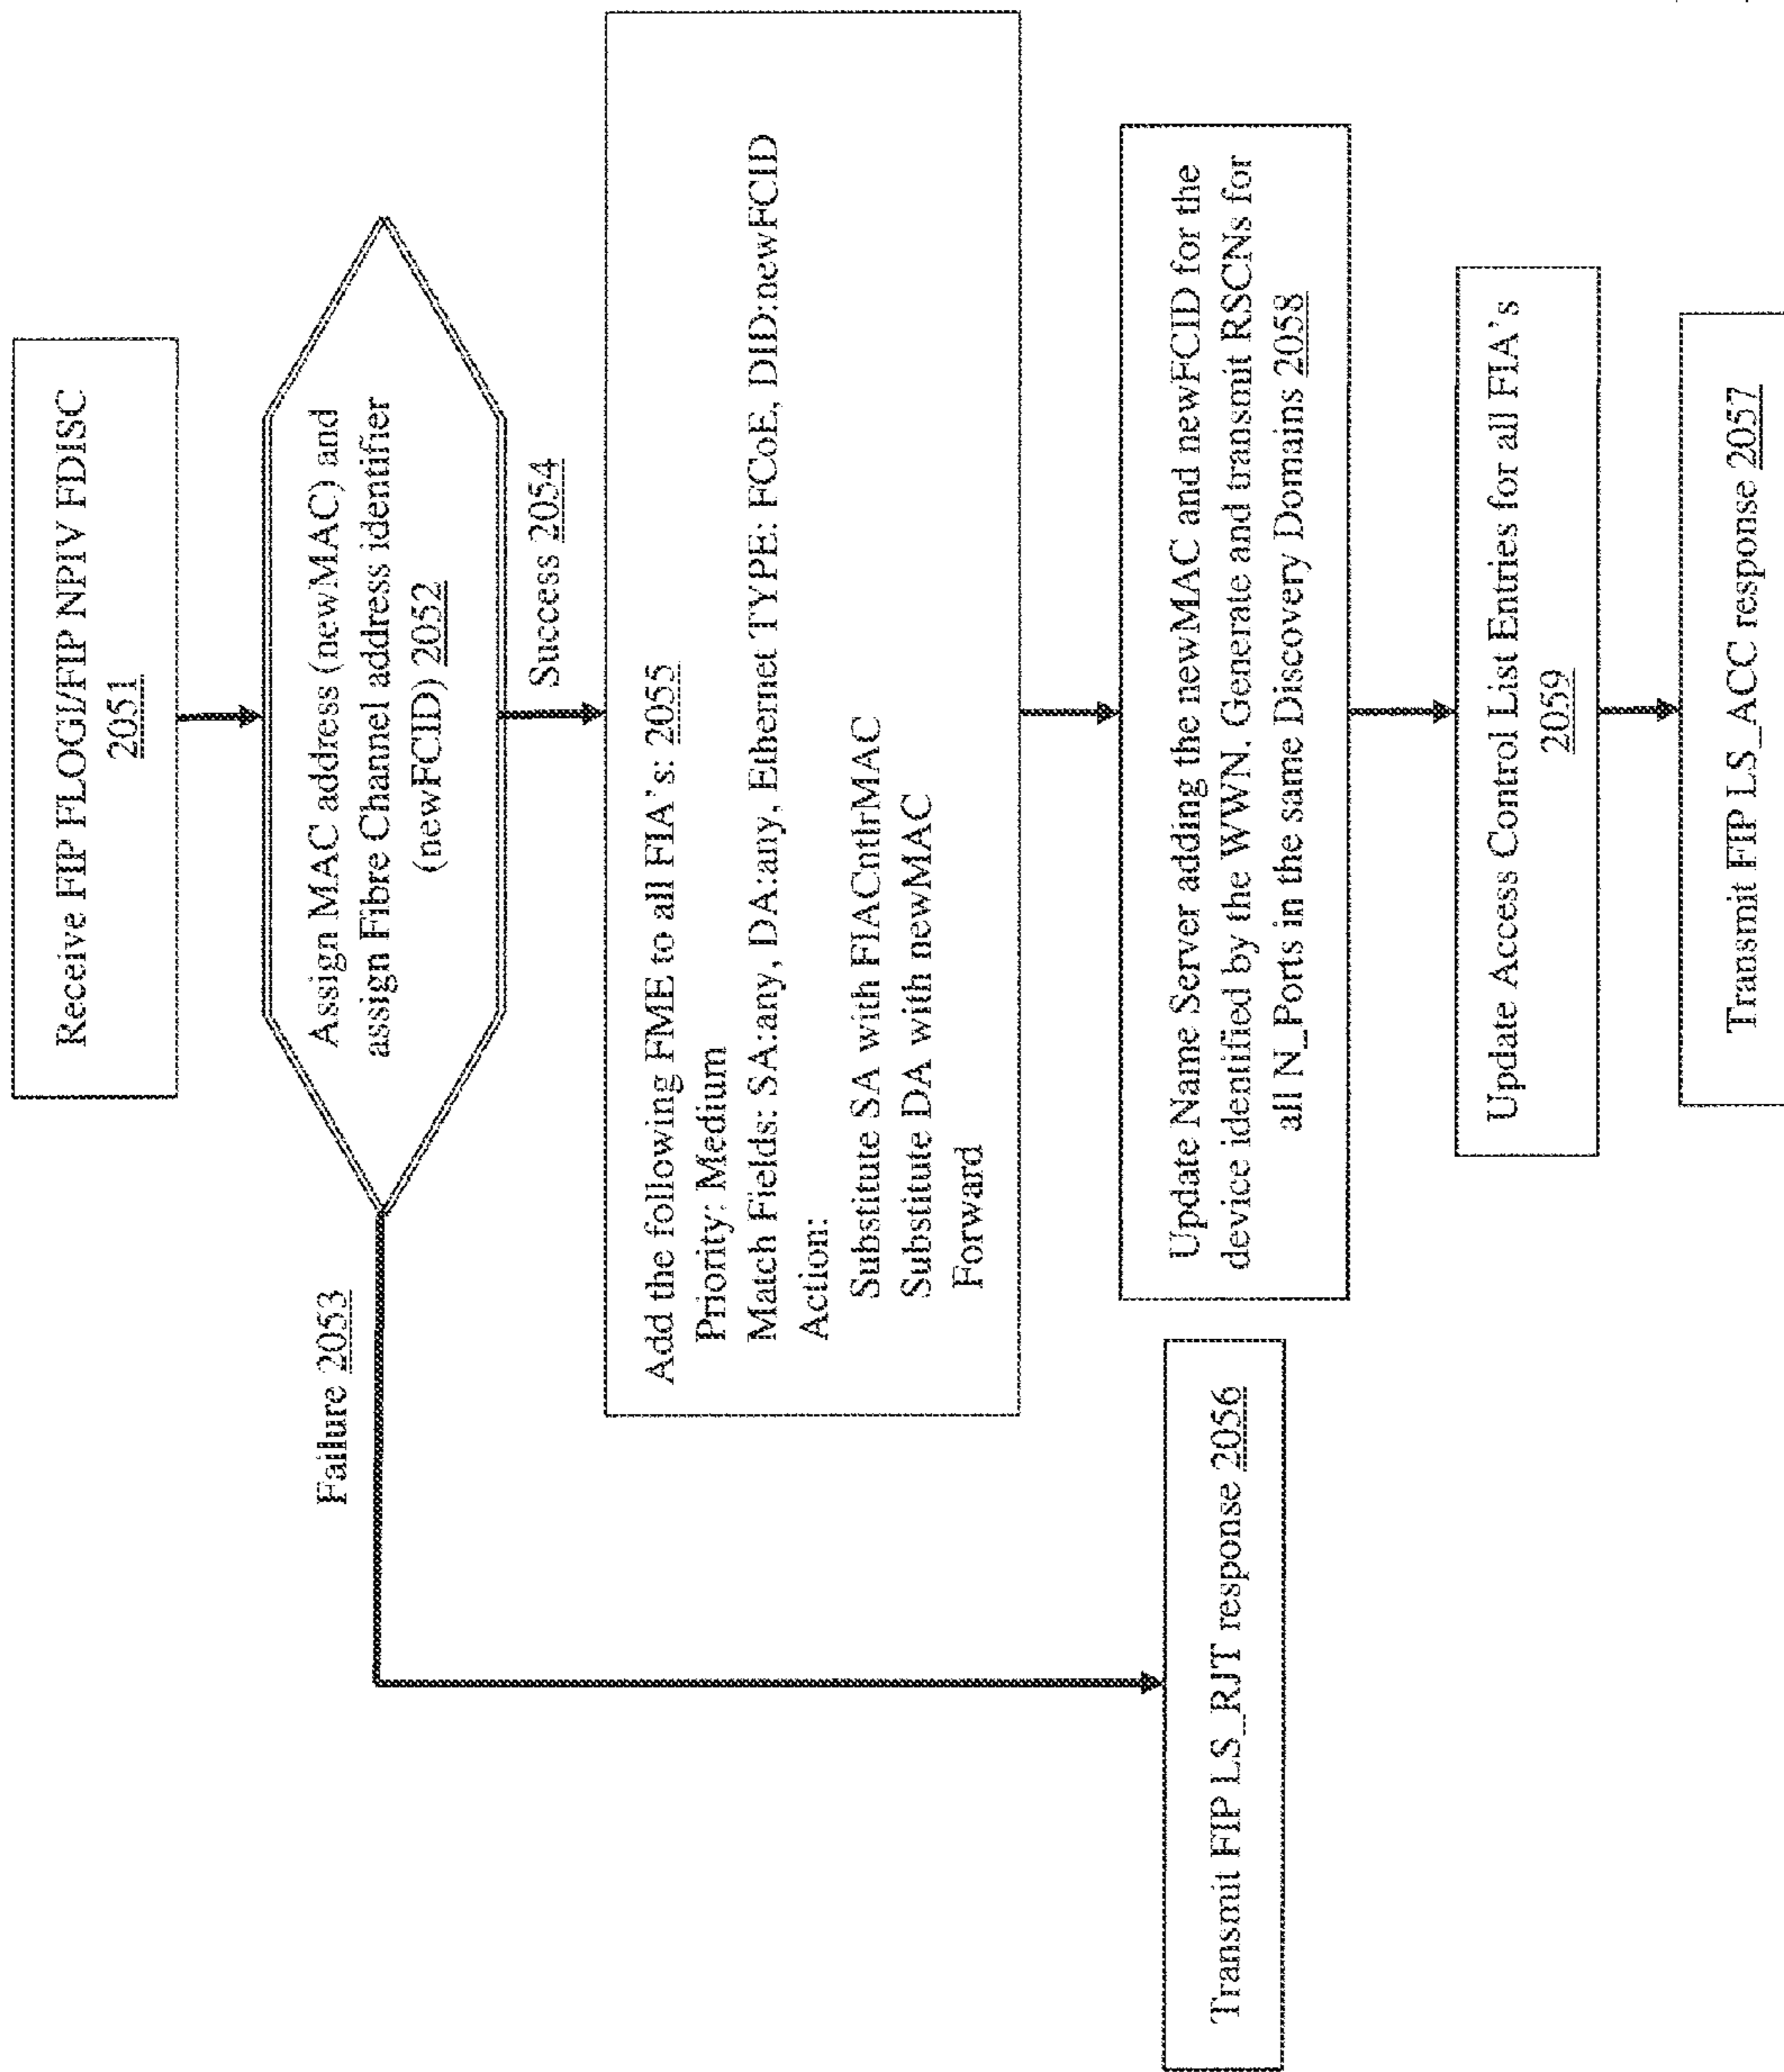 Receive FIP FLOGI/FIP NPIV FDISC
2051
Assign MAC address (newMAC) and
assign Fibre Channel address identifier
(newFCID) 2052
Failure 2053
Success 2054
Add the following FME to all FIA's: 2055
Priority: Medium
Match Fields: SA:any, DA:any, Ethernet TYPE: FCoE, DID:newFCID
Action:
Substitute SA with FIACntlrMAC
Substitute DA with newMAC
Forward
Transmit FIP LS_RJT response 2056
Update Name Server adding the newMAC and newFCID for the
device identified by the WWN. Generate and transmit RSCNs for
all N_Ports in the same Discovery Domains 2058
Update Access Control List Entries for all FIA's
2059
Transmit FIP LS_ACC response 2057